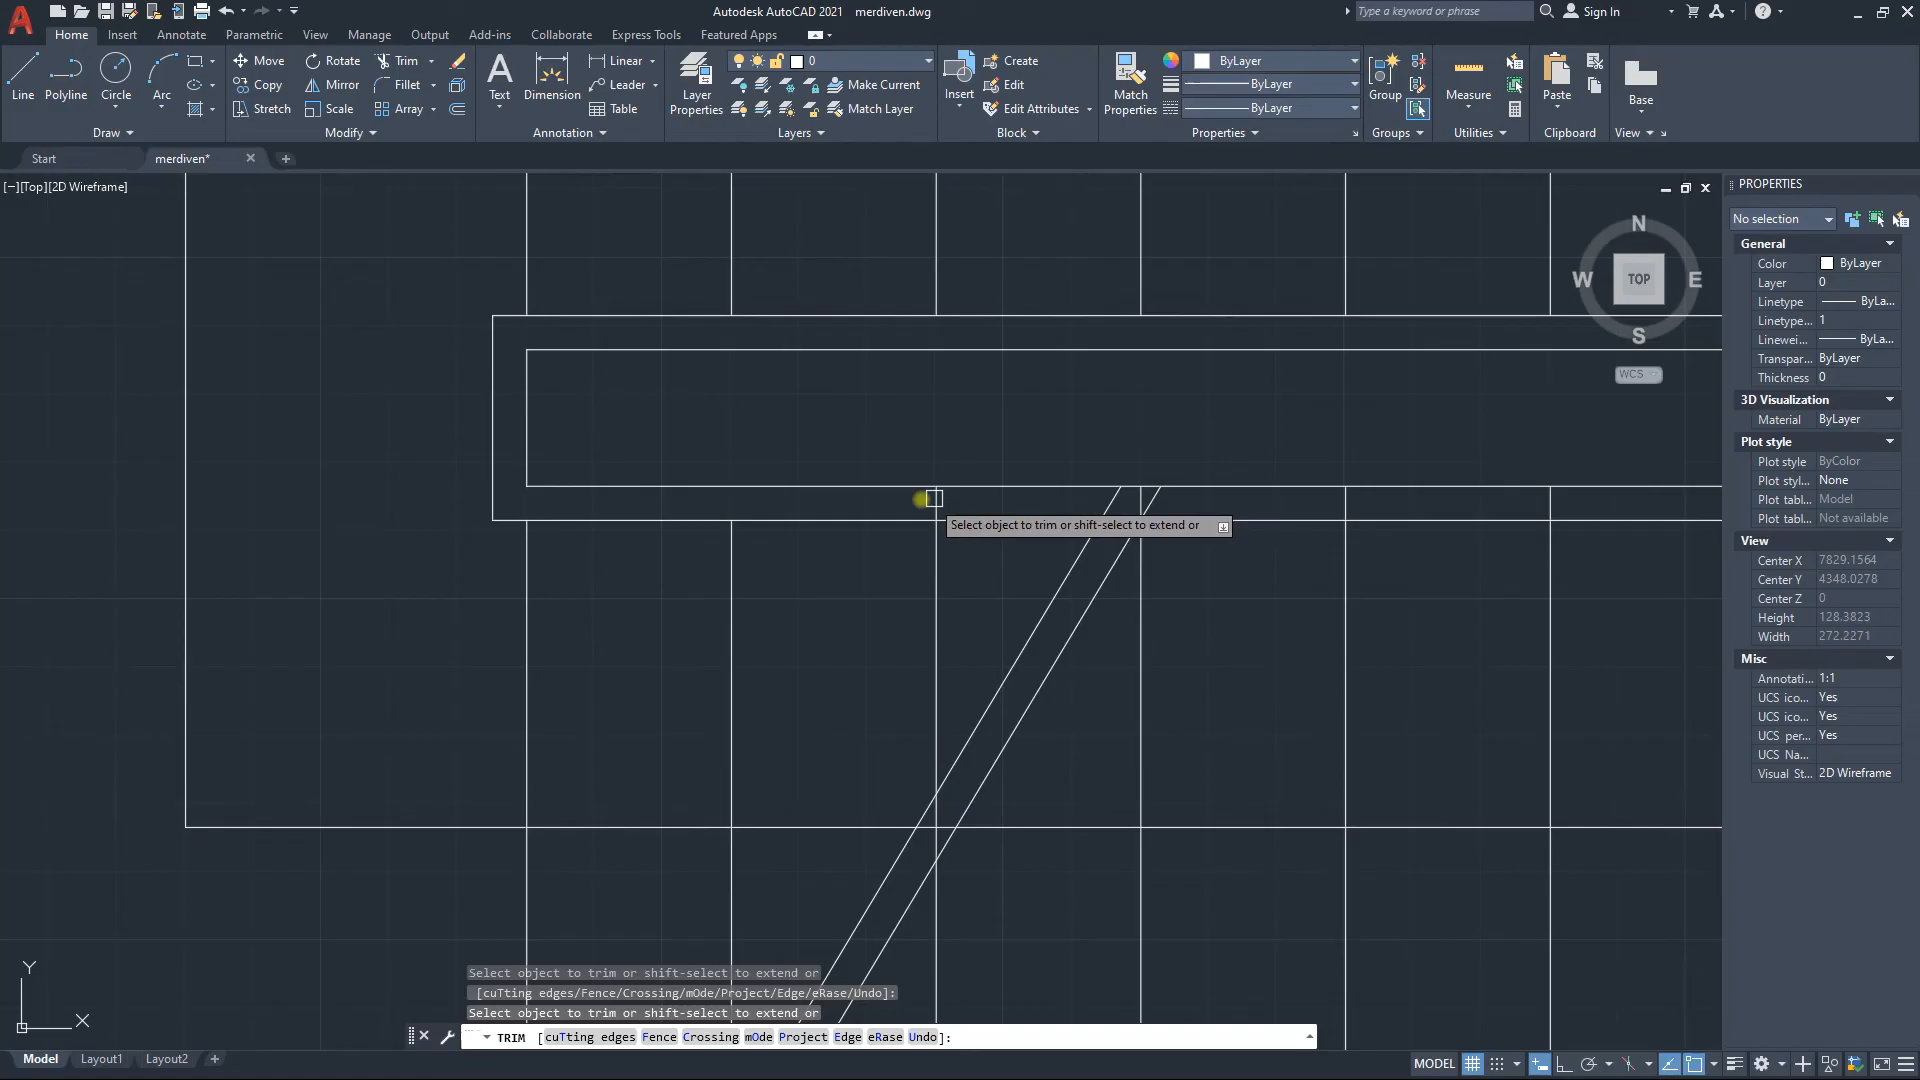 Autodesk AutoCAD 2021 merdiven.dwg
Type a keyword or phrase
Sign In
Home Insert Annotate Parametric View Manage Output Add-ins Collaborate Express Tools Featured Apps
Line Polyline Circle Arc
Draw
Move Rotate Trim
Copy Mirror Fillet
Stretch Scale Array
Modify
Text Dimension
Linear
Leader
Table
Annotation
Layer Properties
0
Make Current
Match Layer
Layers
Insert
Create
Edit
Edit Attributes
Block
Match Properties
ByLayer
ByLayer
ByLayer
Properties
Group
Groups
Measure
Utilities
Paste
Clipboard
Base
View
Start merdiven*
[−][Top][2D Wireframe]
N
W TOP E
S
WCS
Select object to trim or shift-select to extend or
PROPERTIES
No selection
General
Color ByLayer
Layer 0
Linetype ByLa...
Linetype... 1
Linewei... ByLa...
Transpar... ByLayer
Thickness 0
3D Visualization
Material ByLayer
Plot style
Plot style ByColor
Plot styl... None
Plot tabl... Model
Plot tabl... Not available
View
Center X 7829.1564
Center Y 4348.0278
Center Z 0
Height 128.3823
Width 272.2271
Misc
Annotati... 1:1
UCS ico... Yes
UCS ico... Yes
UCS per... Yes
UCS Na...
Visual St... 2D Wireframe
Y
X
Select object to trim or shift-select to extend or
[cuTting edges/Fence/Crossing/mOde/Project/Edge/eRase/Undo]:
Select object to trim or shift-select to extend or
TRIM [cuTting edges Fence Crossing mOde Project Edge eRase Undo]:
Model Layout1 Layout2
MODEL